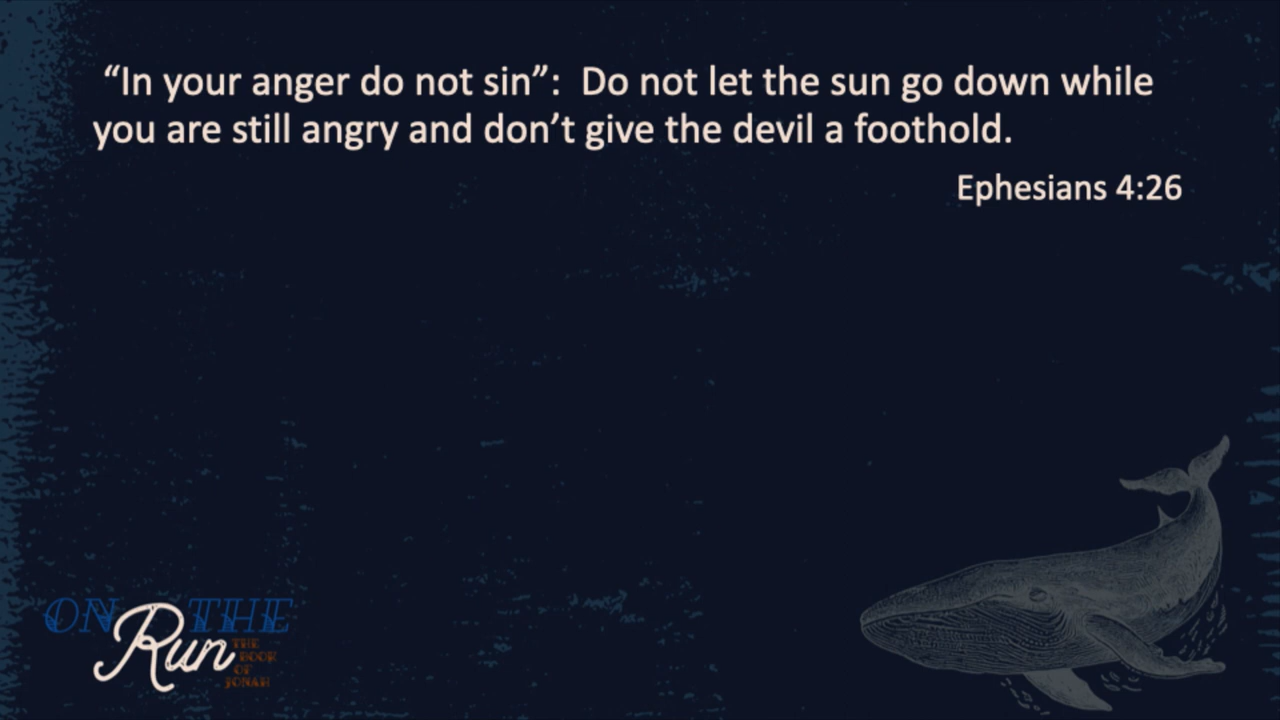 “In your anger do not sin”:  Do not let the sun go down while
you are still angry and don’t give the devil a foothold.
Ephesians 4:26
ON THE
Run
THE
BOOK
OF
JONAH